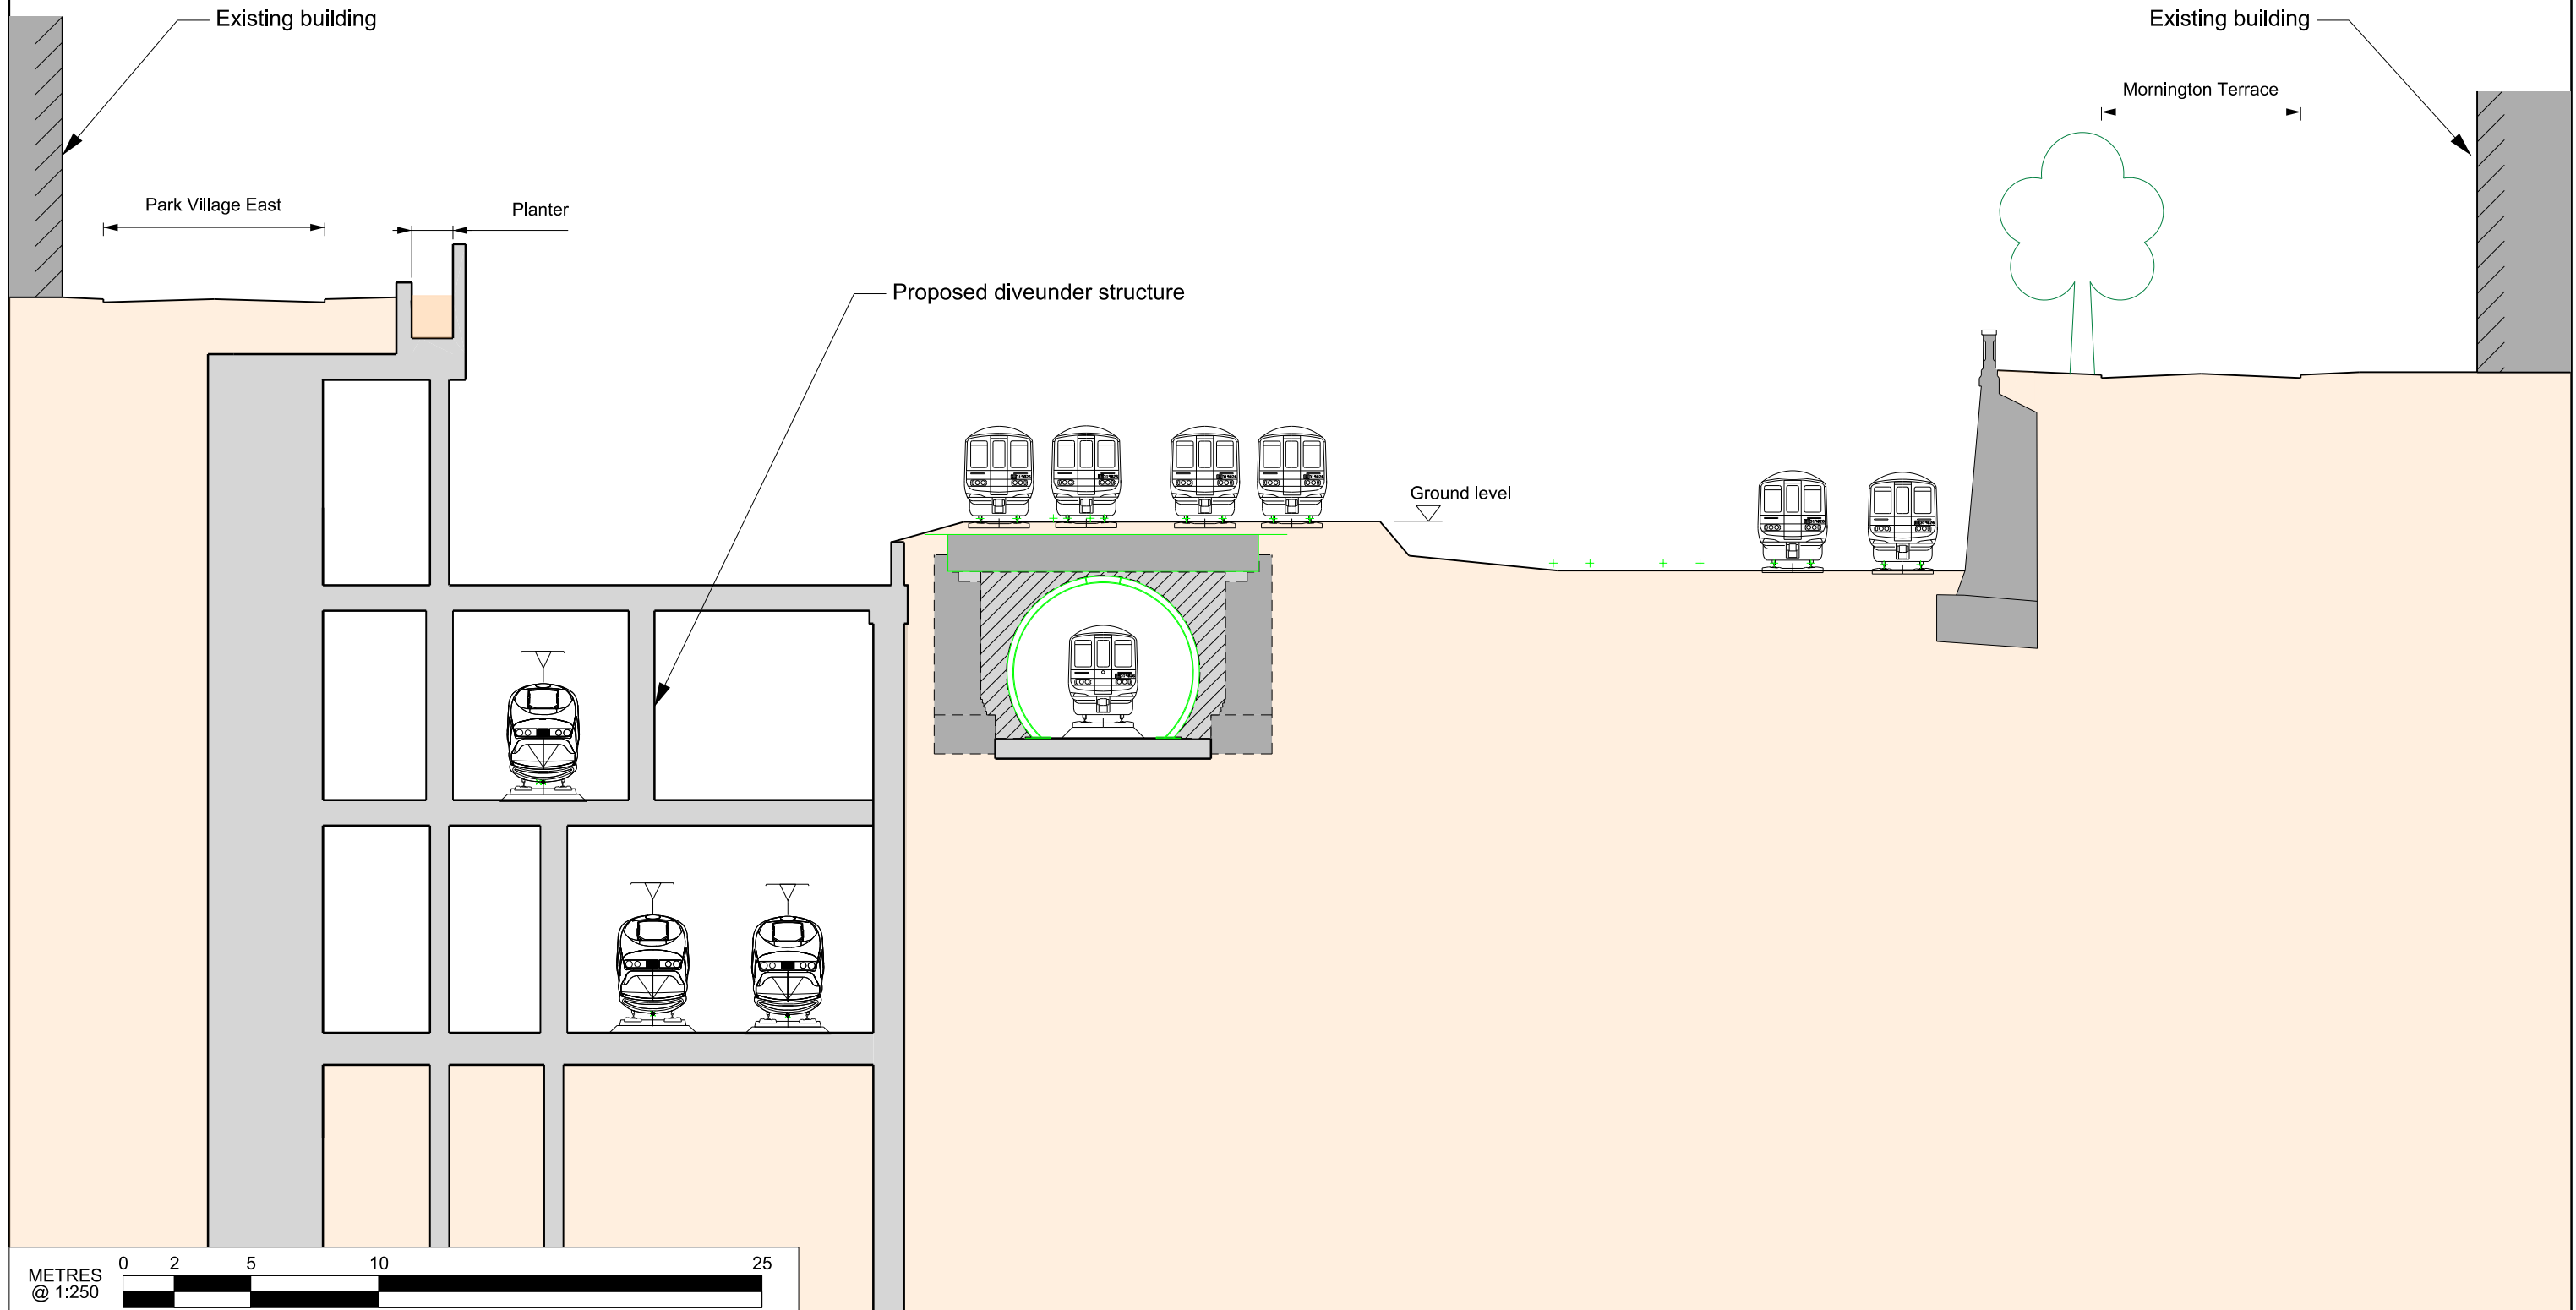 Existing building
Existing building
Mornington Terrace
Park Village East
Planter
Proposed diveunder structure
Ground level
METRES
@ 1:250
0 2 5 10 25